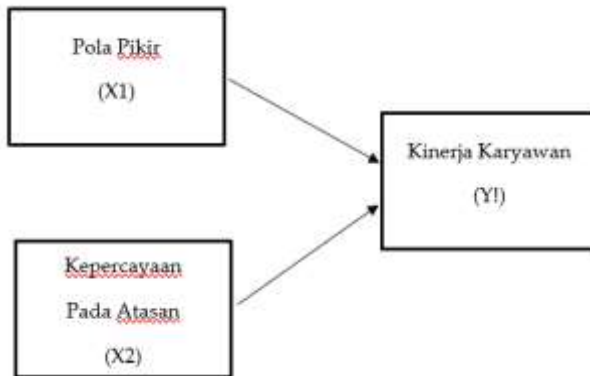 Pola Pikir
(X1)
Kinerja Karyawan
(Y!)
Kepercayaan
Pada Atasan
(X2)